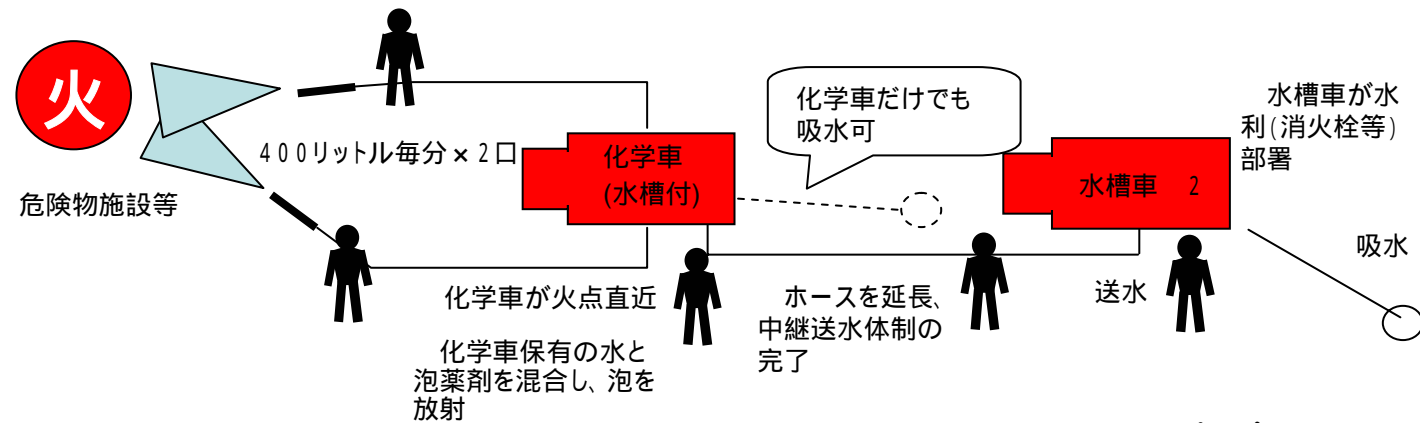 火
危険物施設等
400リットル毎分×2口
化学車
(水槽付)
化学車が火点直近
化学車保有の水と
泡薬剤を混合し、泡を
放射
化学車だけでも
吸水可
ホースを延長、
中継送水体制の
完了
水槽車 2
送水
水槽車が水
利(消火栓等)
部署
吸水